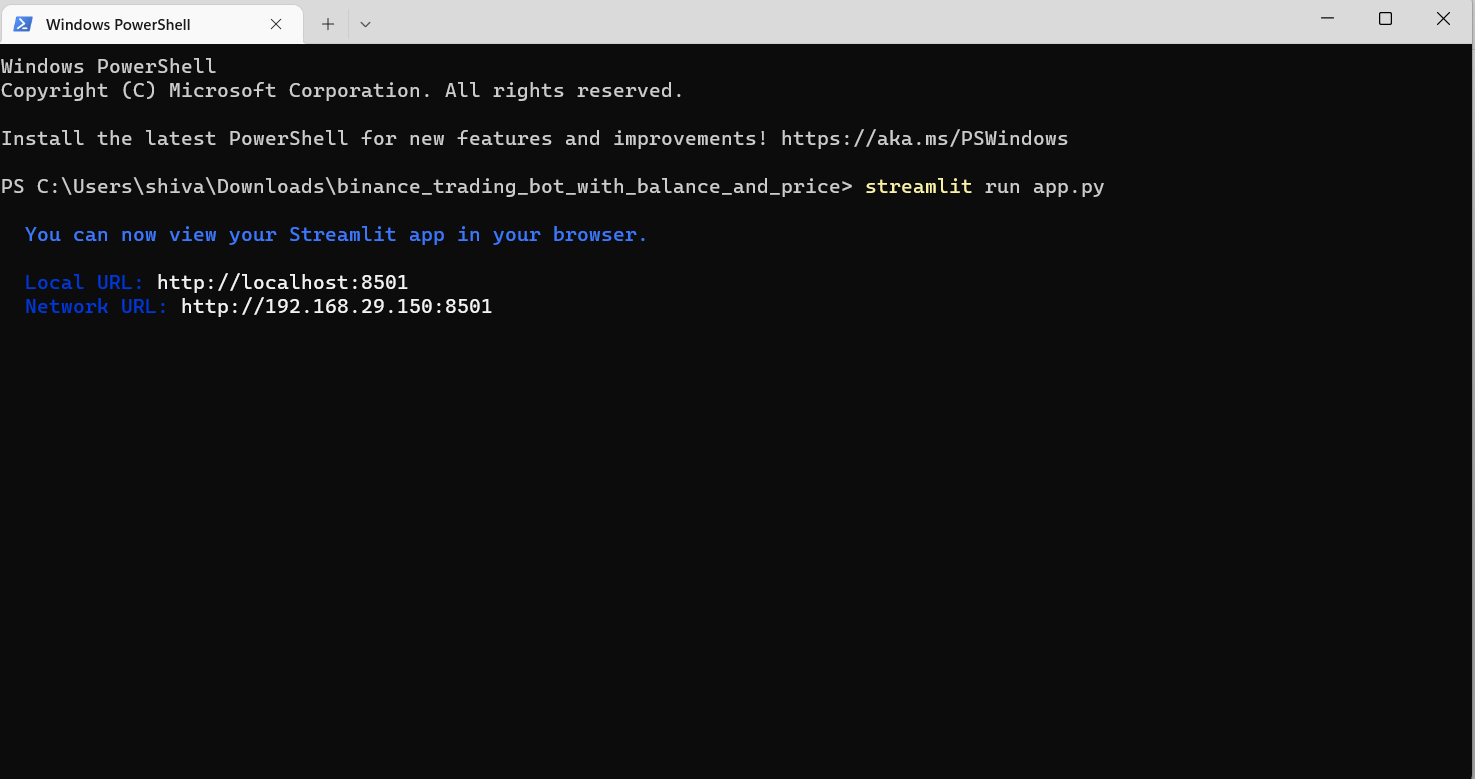 Windows PowerShell
Windows PowerShell
Copyright (C) Microsoft Corporation. All rights reserved.
Install the latest PowerShell for new features and improvements! https://aka.ms/PSWindows
PS C:\Users\shiva\Downloads\binance_trading_bot_with_balance_and_price> streamlit run app.py
You can now view your Streamlit app in your browser.
Local URL: http://localhost:8501
Network URL: http://192.168.29.150:8501